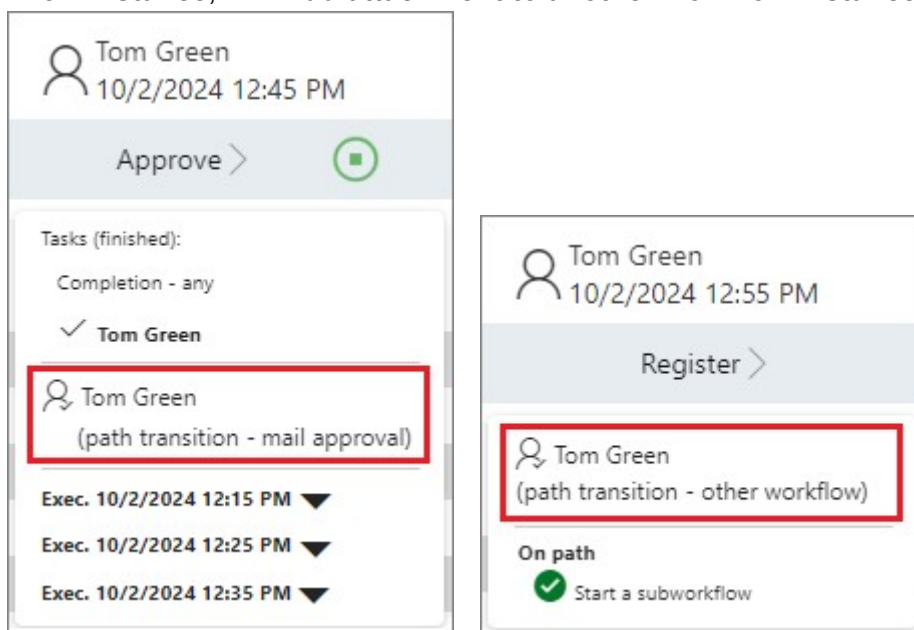 Tom Green
10/2/2024 12:45 PM
Approve
Tasks (finished):
Completion - any
Tom Green
Tom Green
(path transition - mail approval)
Exec. 10/2/2024 12:15 PM
Exec. 10/2/2024 12:25 PM
Exec. 10/2/2024 12:35 PM
Tom Green
10/2/2024 12:55 PM
Register
Tom Green
(path transition - other workflow)
On path
Start a subworkflow